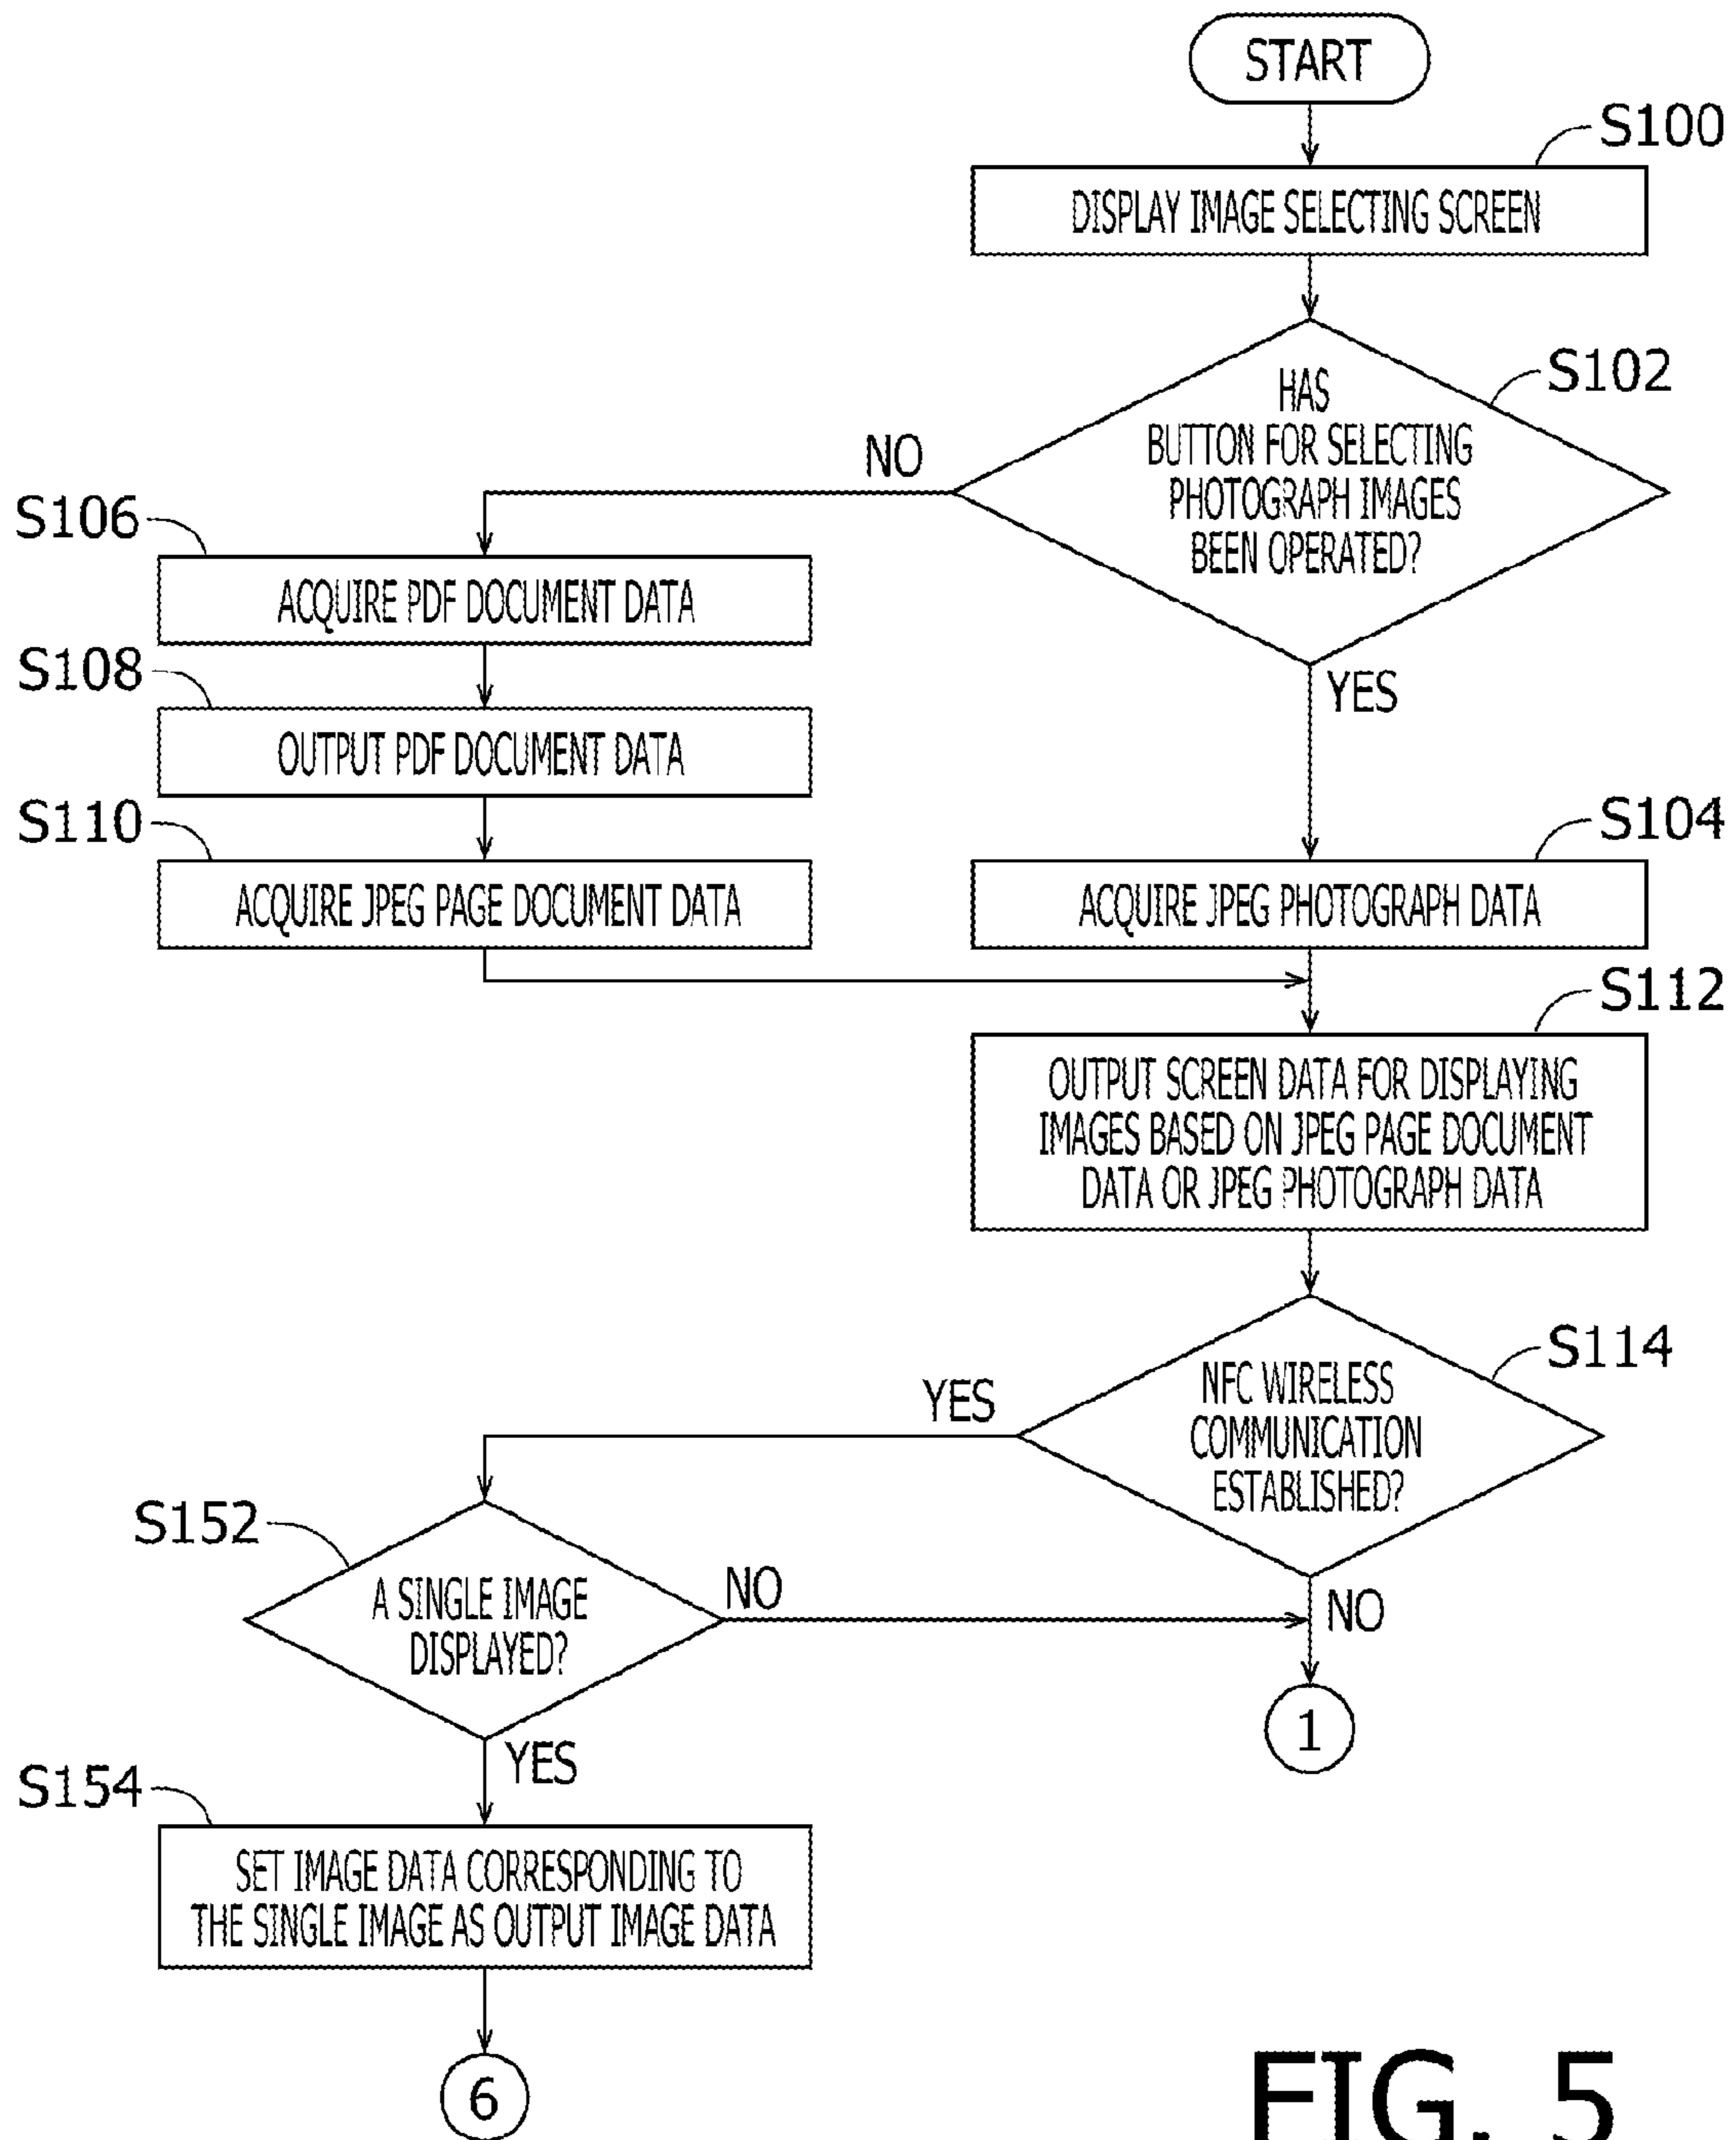 START
S100
DISPLAY IMAGE SELECTING SCREEN
S102
HAS
BUTTON FOR SELECTING
PHOTOGRAPH IMAGES
BEEN OPERATED?
NO
YES
S106
ACQUIRE PDF DOCUMENT DATA
S108
OUTPUT PDF DOCUMENT DATA
S110
ACQUIRE JPEG PAGE DOCUMENT DATA
S104
ACQUIRE JPEG PHOTOGRAPH DATA
S112
OUTPUT SCREEN DATA FOR DISPLAYING
IMAGES BASED ON JPEG PAGE DOCUMENT
DATA OR JPEG PHOTOGRAPH DATA
S114
NFC WIRELESS
COMMUNICATION
ESTABLISHED?
YES
NO
S152
A SINGLE IMAGE
DISPLAYED?
NO
1
YES
S154
SET IMAGE DATA CORRESPONDING TO
THE SINGLE IMAGE AS OUTPUT IMAGE DATA
6
FIG. 5